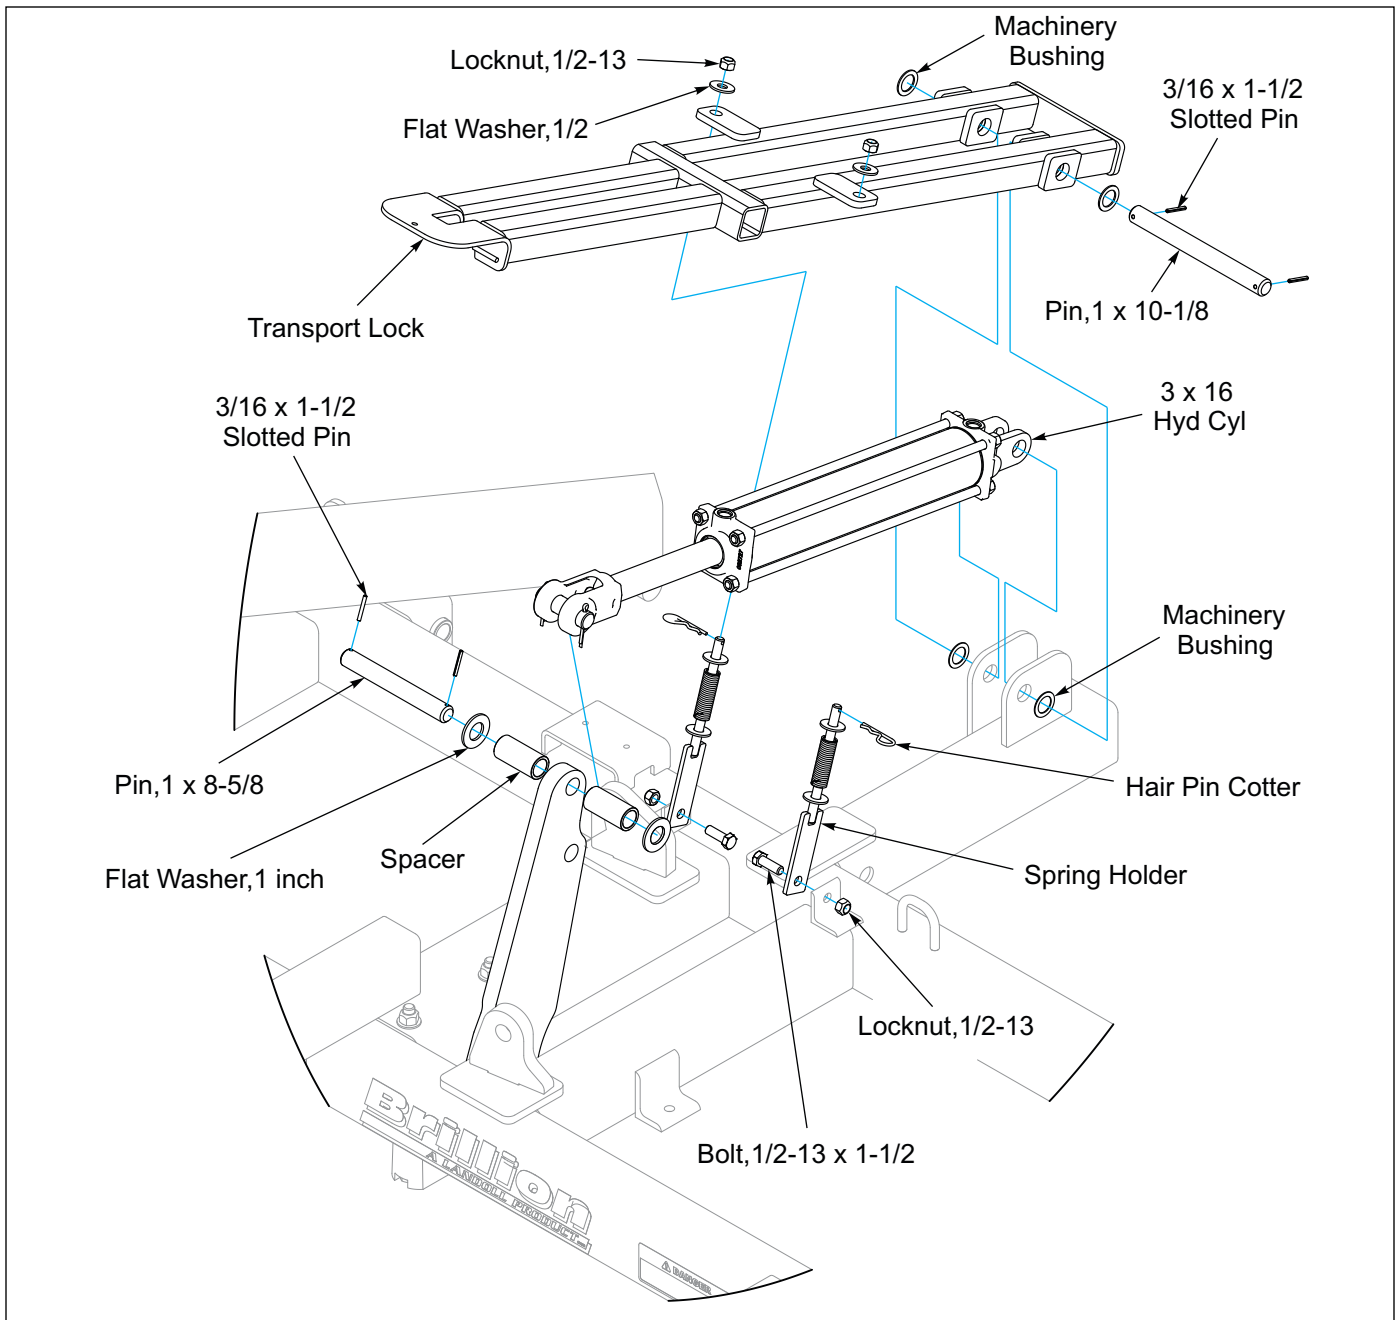 Machinery
Bushing
Locknut,1/2-13
3/16 x 1-1/2
Slotted Pin
Flat Washer,1/2
Pin,1 x 10-1/8
Transport Lock
3 x 16
Hyd Cyl
3/16 x 1-1/2
Slotted Pin
Machinery
Bushing
Pin,1 x 8-5/8
Hair Pin Cotter
Spacer
Flat Washer,1 inch
Spring Holder
Locknut,1/2-13
Bolt,1/2-13 x 1-1/2
Brillion
A LANDOLL PRODUCT
DANGER